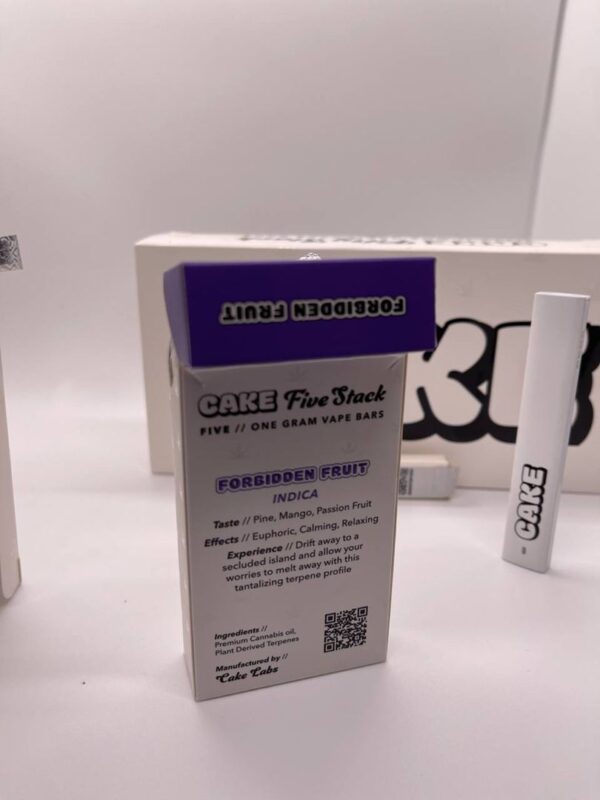 FORBIDDEN FRUIT
CAKE Five Stack
FIVE // ONE GRAM VAPE BARS
FORBIDDEN FRUIT
INDICA
Taste // Pine, Mango, Passion Fruit
Effects // Euphoric, Calming, Relaxing
Experience // Drift away to a
secluded island and allow your
worries to melt away with this
tantalizing terpene profile
Ingredients //
Premium Cannabis oil,
Plant Derived Terpenes
Manufactured by //
Cake Labs
CAKE